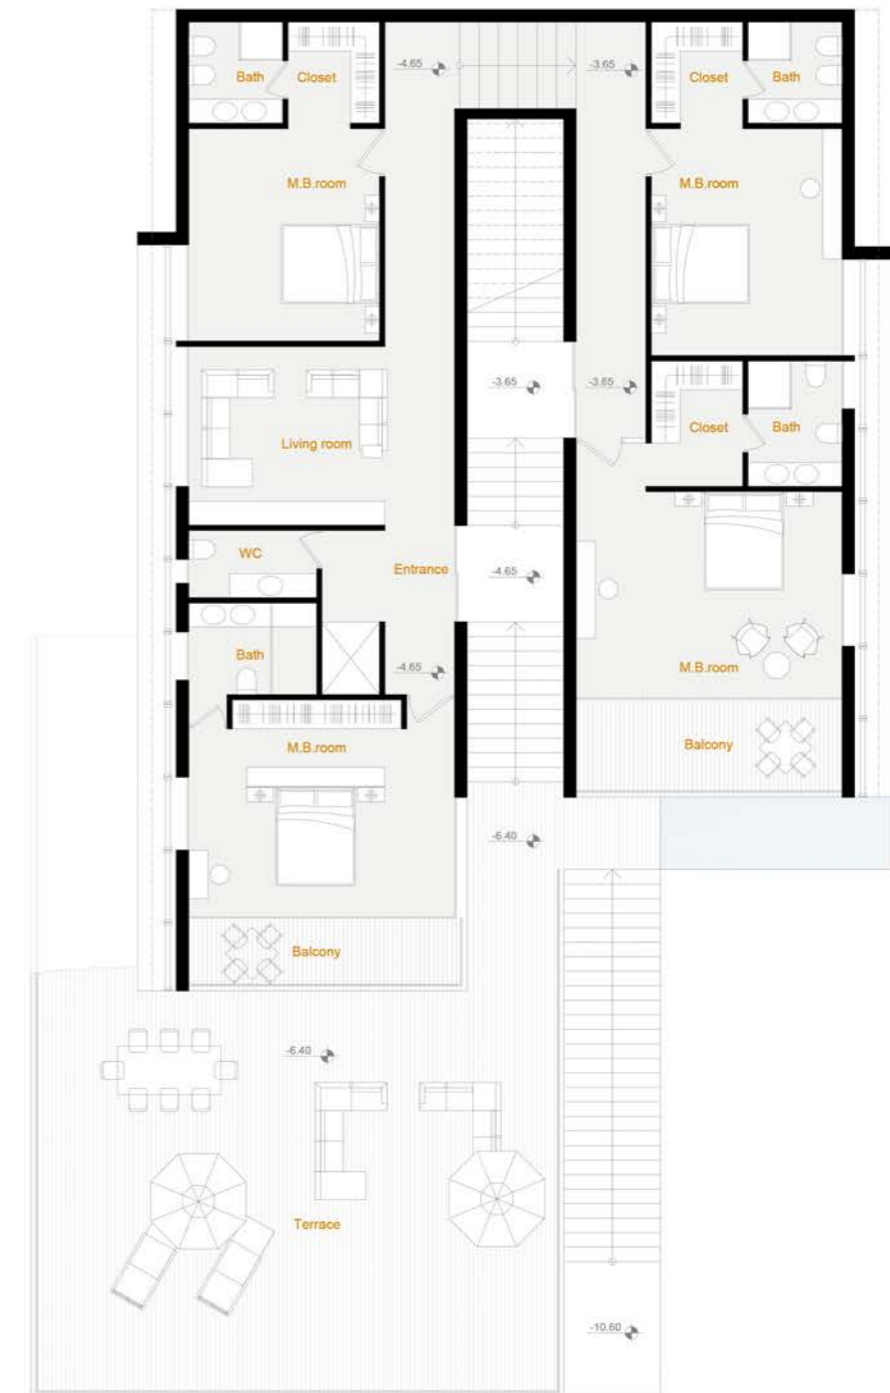 Bath
Closet
-4.65
-3.65
Closet
Bath
M.B.room
M.B.room
-3.65
-3.65
Living room
Closet
Bath
WC
Entrance
-4.65
Bath
-4.65
M.B.room
M.B.room
Balcony
-6.40
Balcony
-6.40
Terrace
-10.60